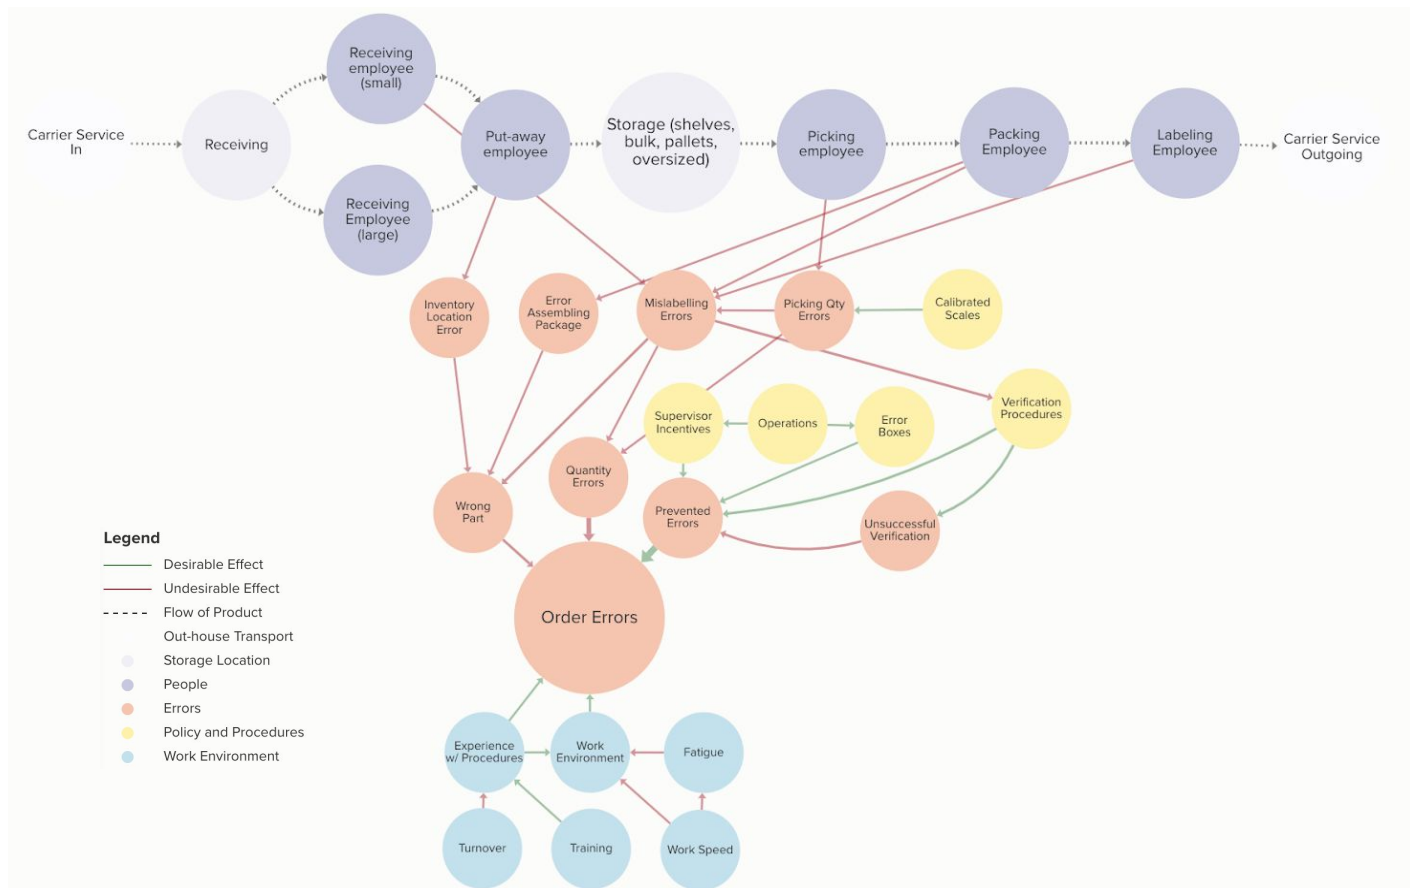 Receiving
employee
(small)
Carrier Service
In
Receiving
Put-away
employee
Storage (shelves,
bulk, pallets,
oversized)
Picking
employee
Packing
Employee
Labeling
Employee
Carrier Service
Outgoing
Receiving
Employee
(large)
Inventory
Location
Error
Error
Assembling
Package
Mislabelling
Errors
Picking Qty
Errors
Calibrated
Scales
Supervisor
Incentives
Operations
Error
Boxes
Verification
Procedures
Quantity
Errors
Wrong
Part
Prevented
Errors
Unsuccessful
Verification
Legend
Desirable Effect
Undesirable Effect
Flow of Product
Out-house Transport
Storage Location
People
Errors
Policy and Procedures
Work Environment
Order Errors
Experience
w/ Procedures
Work
Environment
Fatigue
Turnover
Training
Work Speed